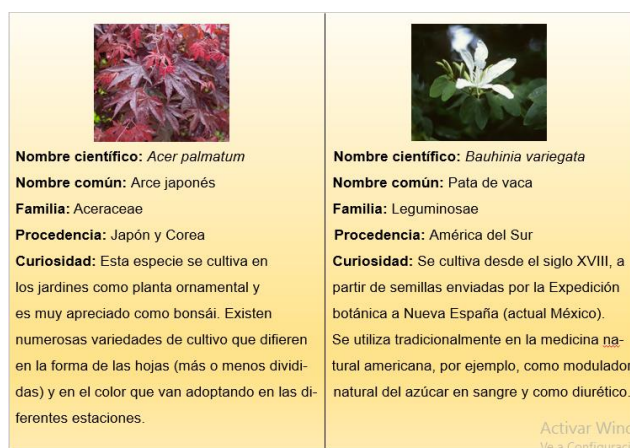 Nombre científico: Acer palmatum
Nombre común: Arce japonés
Familia: Aceraceae
Procedencia: Japón y Corea
Curiosidad: Esta especie se cultiva en
los jardines como planta ornamental y
es muy apreciado como bonsái. Existen
numerosas variedades de cultivo que difieren
en la forma de las hojas (más o menos dividi-
das) y en el color que van adoptando en las di-
ferentes estaciones.
Nombre científico: Bauhinia variegata
Nombre común: Pata de vaca
Familia: Leguminosae
Procedencia: América del Sur
Curiosidad: Se cultiva desde el siglo XVIII, a
partir de semillas enviadas por la Expedición
botánica a Nueva España (actual México).
Se utiliza tradicionalmente en la medicina na-
tural americana, por ejemplo, como modulador
natural del azúcar en sangre y como diurético.
Activar Wind